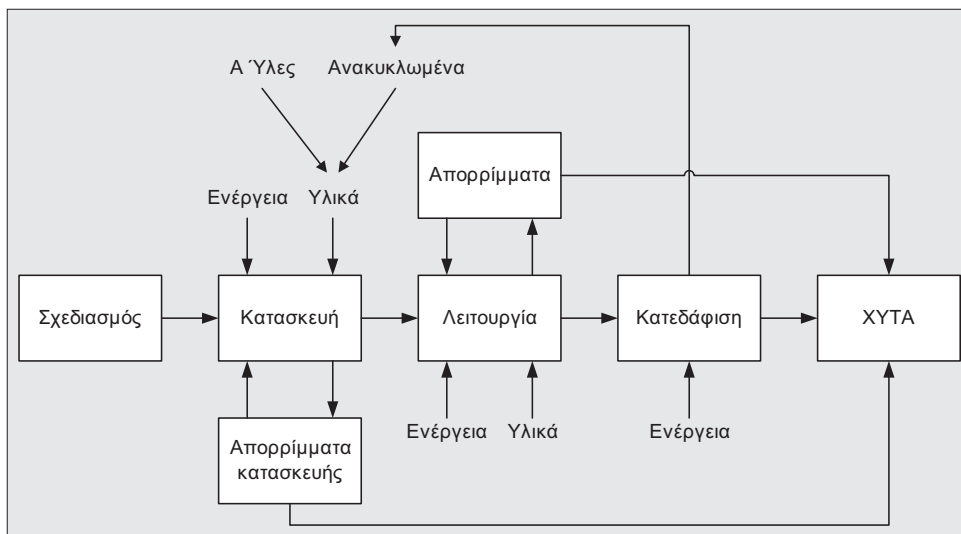 Α Ύλες
Ανακυκλωμένα
Απορρίμματα
Ενέργεια
Υλικά
Σχεδιασμός
Κατασκευή
Λειτουργία
Κατεδάφιση
ΧΥΤΑ
Απορρίμματα
κατασκευής
Ενέργεια
Υλικά
Ενέργεια